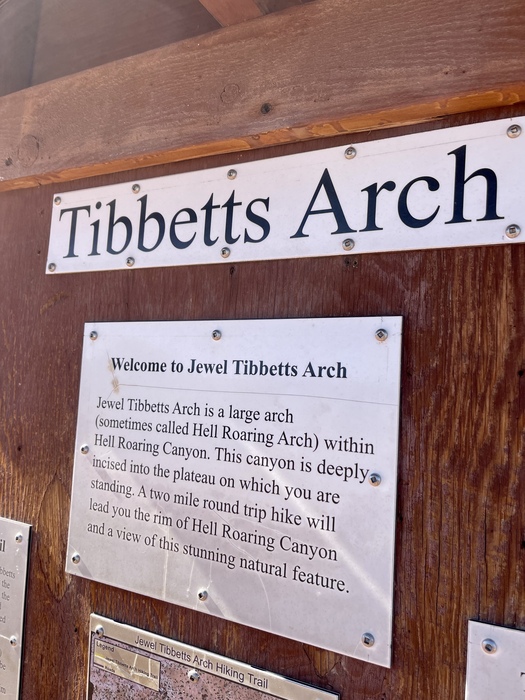 Tibbetts Arch
Welcome to Jewel Tibbetts Arch
Jewel Tibbetts Arch is a large arch
(sometimes called Hell Roaring Arch) within
Hell Roaring Canyon. This canyon is deeply
incised into the plateau on which you are
standing. A two mile round trip hike will
lead you the rim of Hell Roaring Canyon
and a view of this stunning natural feature.
Jewel Tibbetts Arch Hiking Trail
Legend